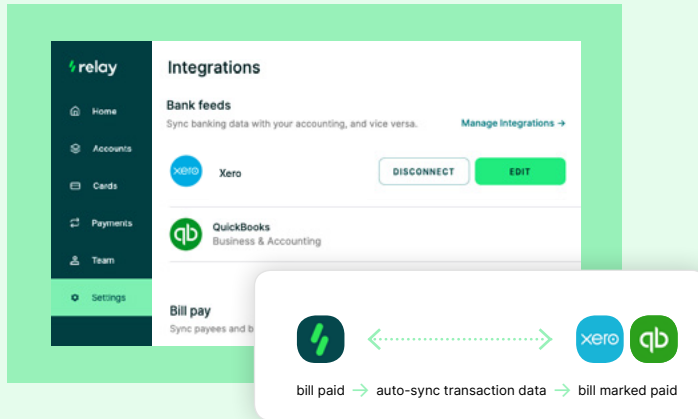 relay
Integrations
Bank feeds
Sync banking data with your accounting, and vice versa.
Manage Integrations →
Home
Accounts
Cards
Payments
Team
Settings
xero
Xero
DISCONNECT
EDIT
qb
QuickBooks
Business & Accounting
Bill pay
Sync payees and b
xero
qb
bill paid → auto-sync transaction data → bill marked paid